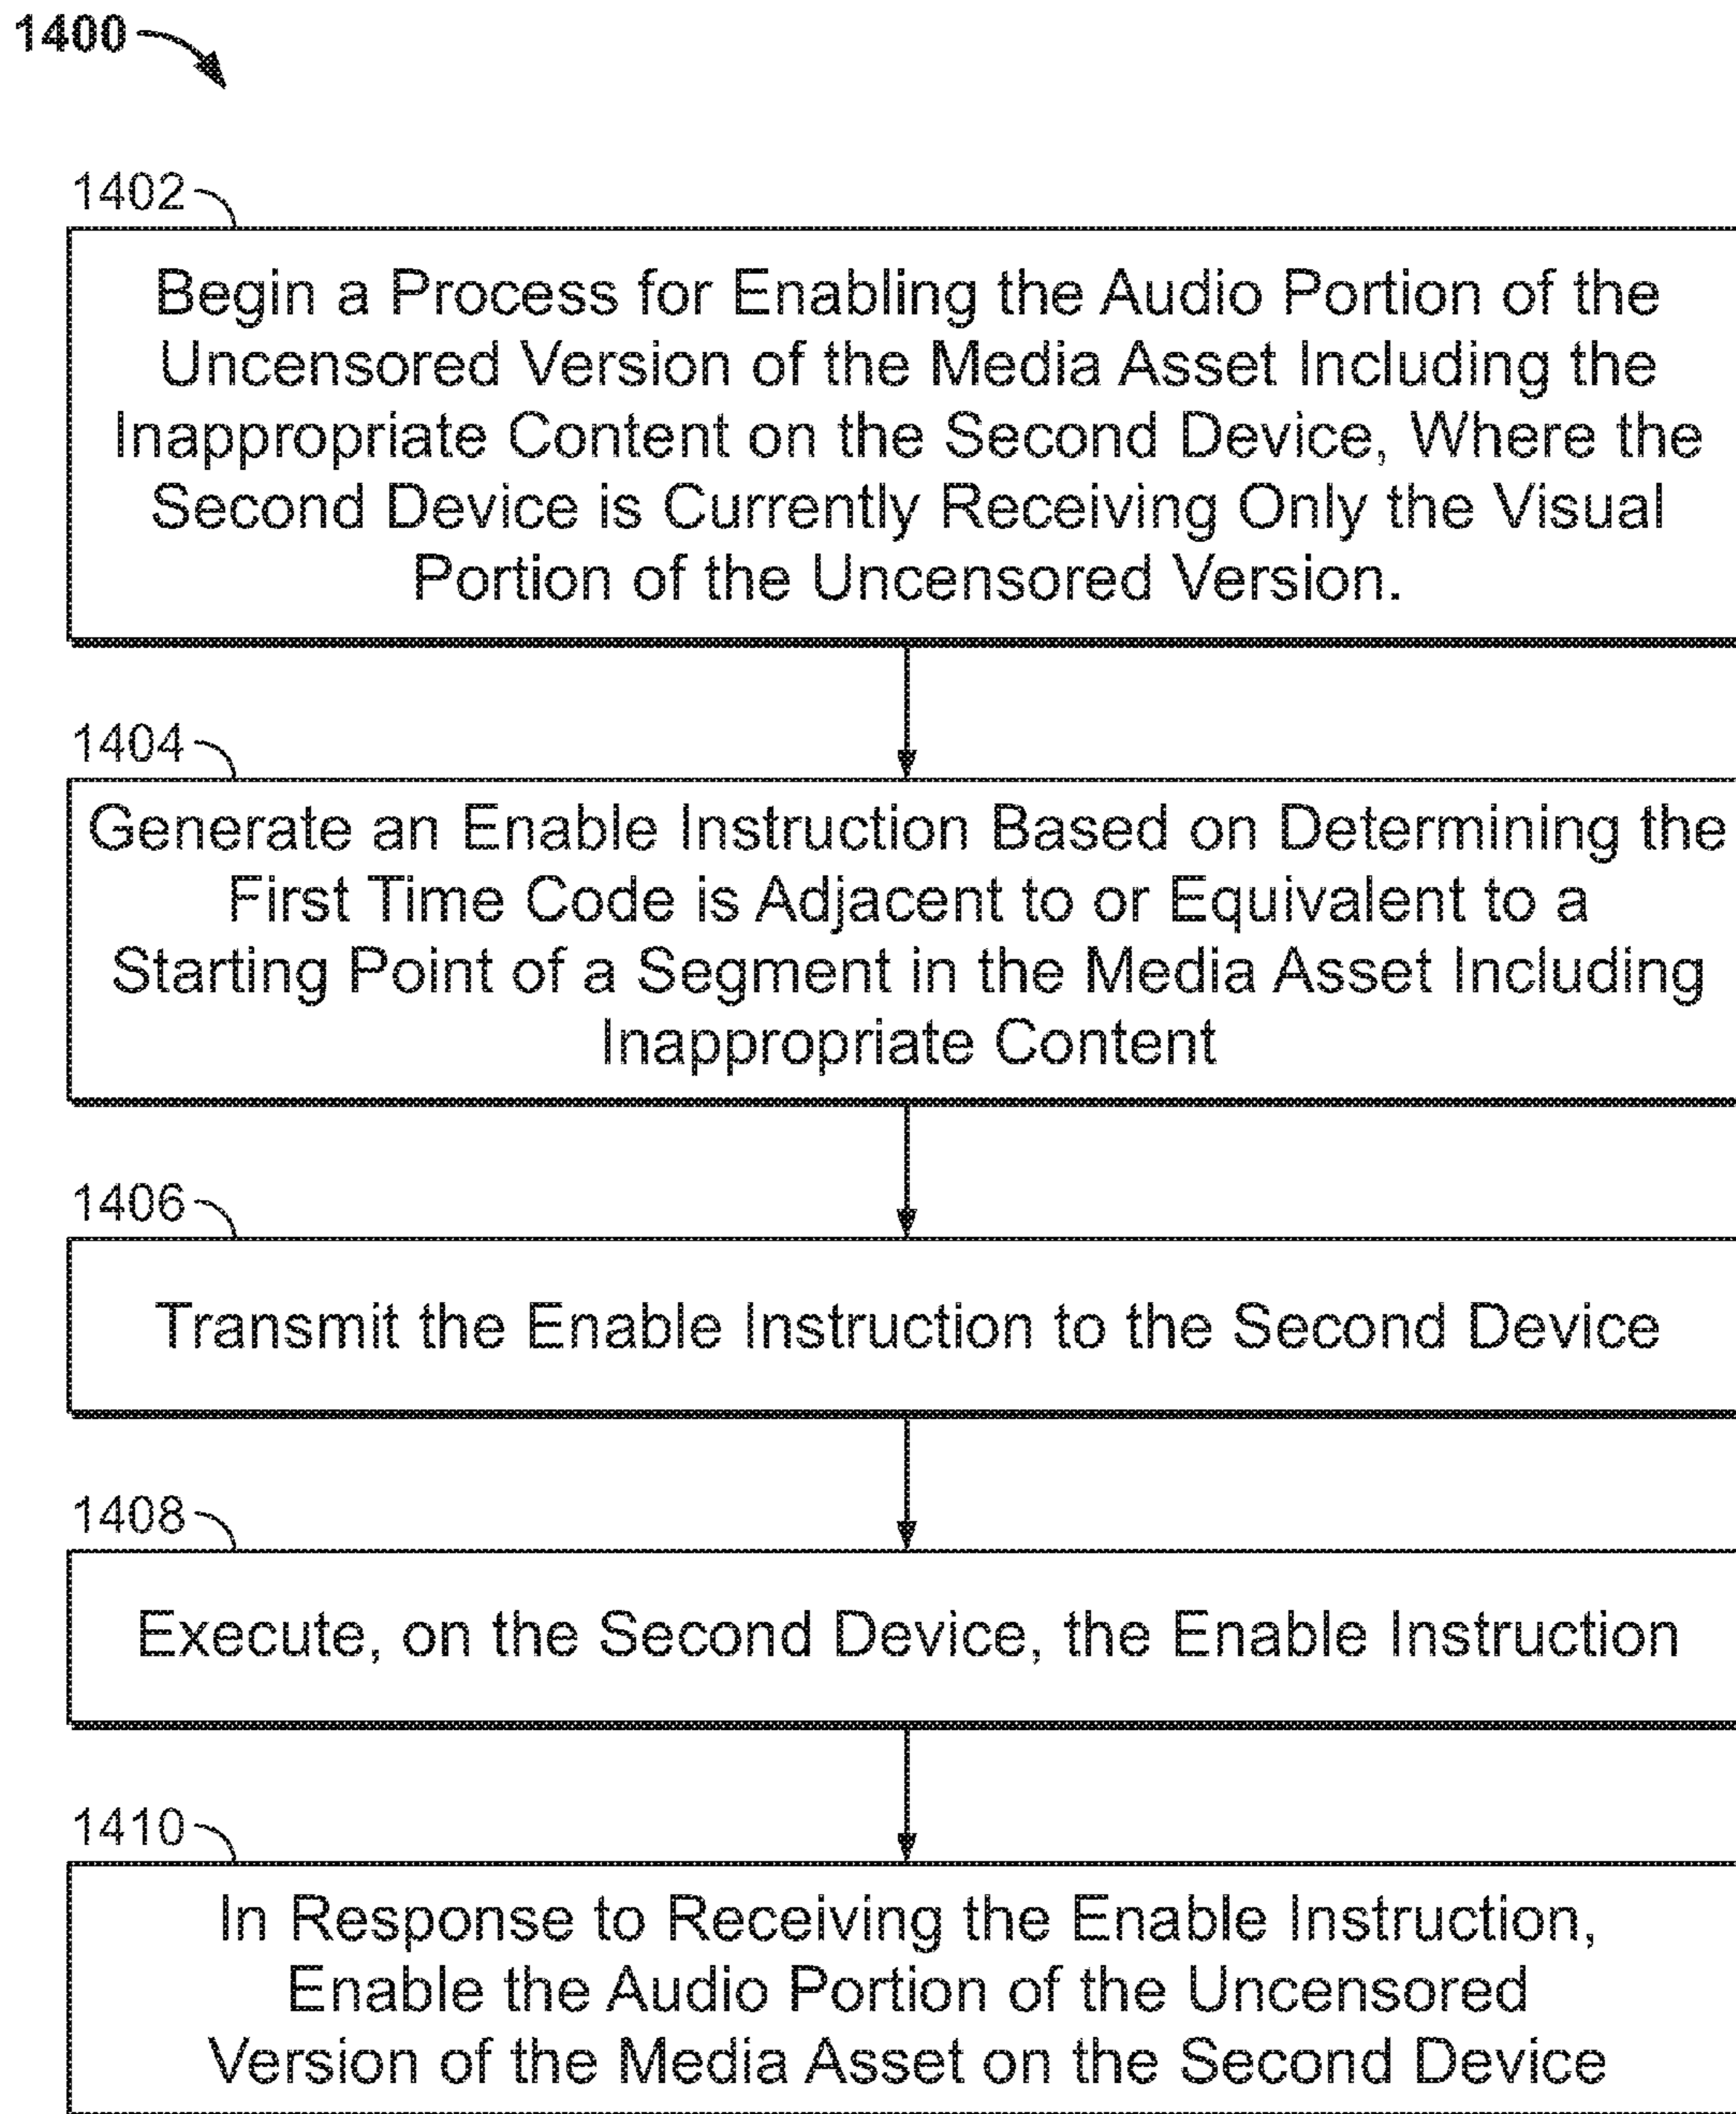 1400
1402
Begin a Process for Enabling the Audio Portion of the
Uncensored Version of the Media Asset Including the
Inappropriate Content on the Second Device, Where the
Second Device is Currently Receiving Only the Visual
Portion of the Uncensored Version.
1404
Generate an Enable Instruction Based on Determining the
First Time Code is Adjacent to or Equivalent to a
Starting Point of a Segment in the Media Asset Including
Inappropriate Content
1406
Transmit the Enable Instruction to the Second Device
1408
Execute, on the Second Device, the Enable Instruction
1410
In Response to Receiving the Enable Instruction,
Enable the Audio Portion of the Uncensored
Version of the Media Asset on the Second Device